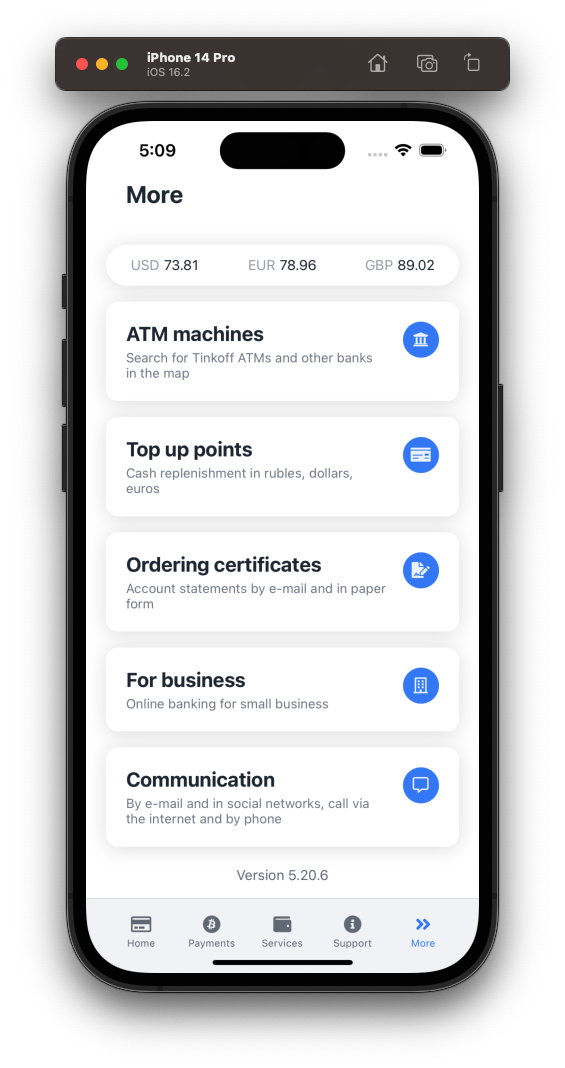 iPhone 14 Pro
iOS 16.2
5:09
More
USD 73.81 EUR 78.96 GBP 89.02
ATM machines
Search for Tinkoff ATMs and other banks
in the map
Top up points
Cash replenishment in rubles, dollars,
euros
Ordering certificates
Account statements by e-mail and in paper
form
For business
Online banking for small business
Communication
By e-mail and in social networks, call via
the internet and by phone
Version 5.20.6
Home Payments Services Support More